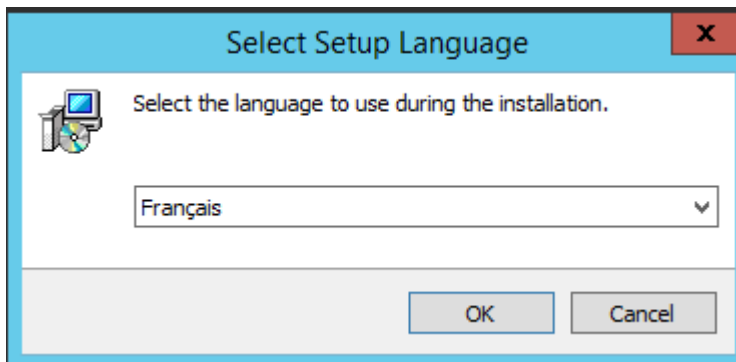 Select Setup Language
x
Select the language to use during the installation.
Français
OK
Cancel